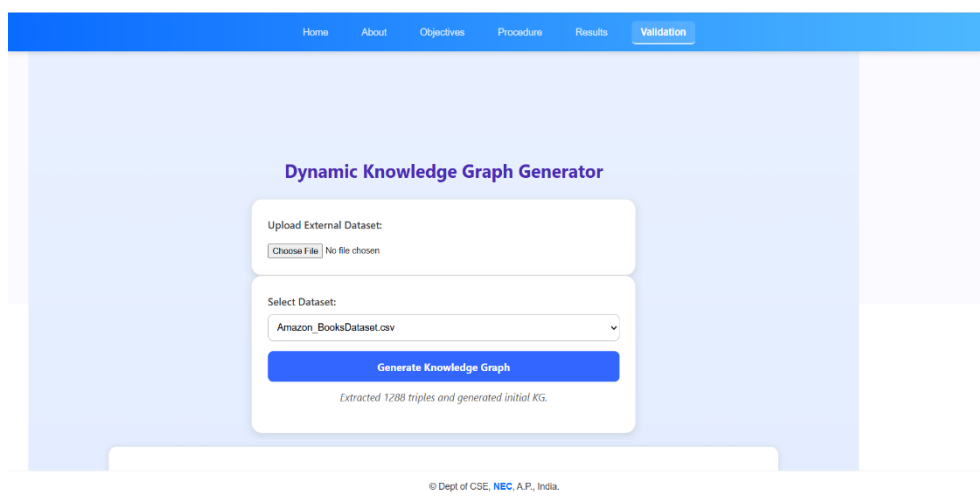 Home About Objectives Procedure Results Validation
Dynamic Knowledge Graph Generator
Upload External Dataset:
Choose File No file chosen
Select Dataset:
Amazon_BooksDataset.csv
Generate Knowledge Graph
Extracted 1288 triples and generated initial KG.
© Dept of CSE, NEC, A.P., India.